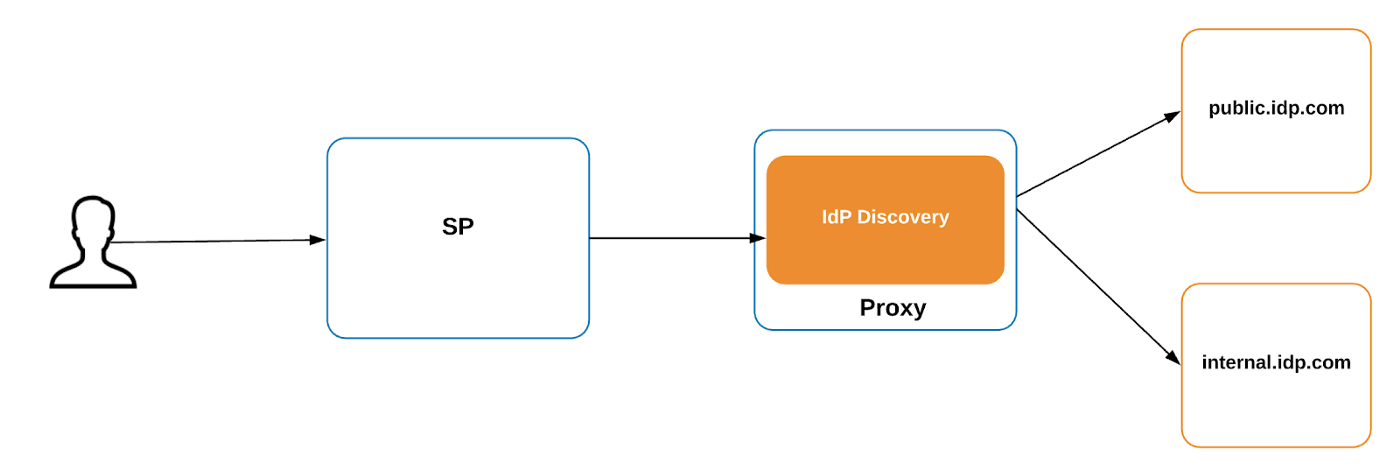 SP
IdP Discovery
Proxy
public.idp.com
internal.idp.com